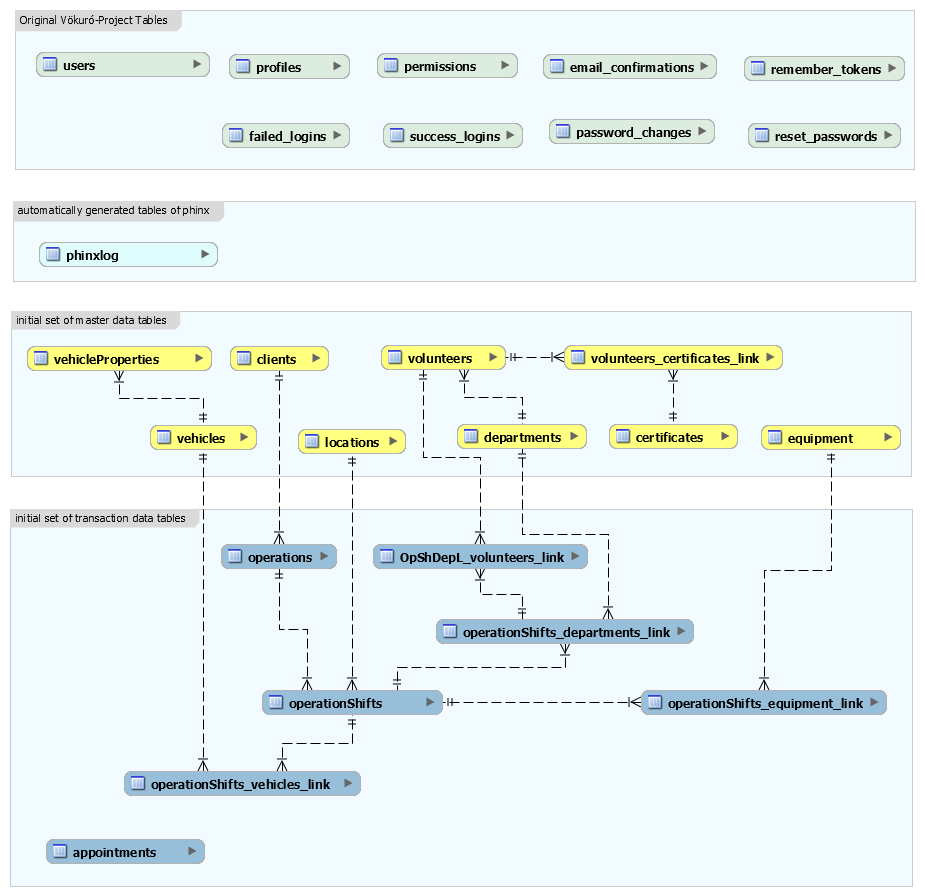 Original Vökuró-Project Tables
users
profiles
permissions
email_confirmations
remember_tokens
failed_logins
success_logins
password_changes
reset_passwords
automatically generated tables of phinx
phinxlog
initial set of master data tables
vehicleProperties
clients
volunteers
volunteers_certificates_link
vehicles
locations
departments
certificates
equipment
initial set of transaction data tables
operations
OpShDepL_volunteers_link
operationShifts_departments_link
operationShifts
operationShifts_equipment_link
operationShifts_vehicles_link
appointments